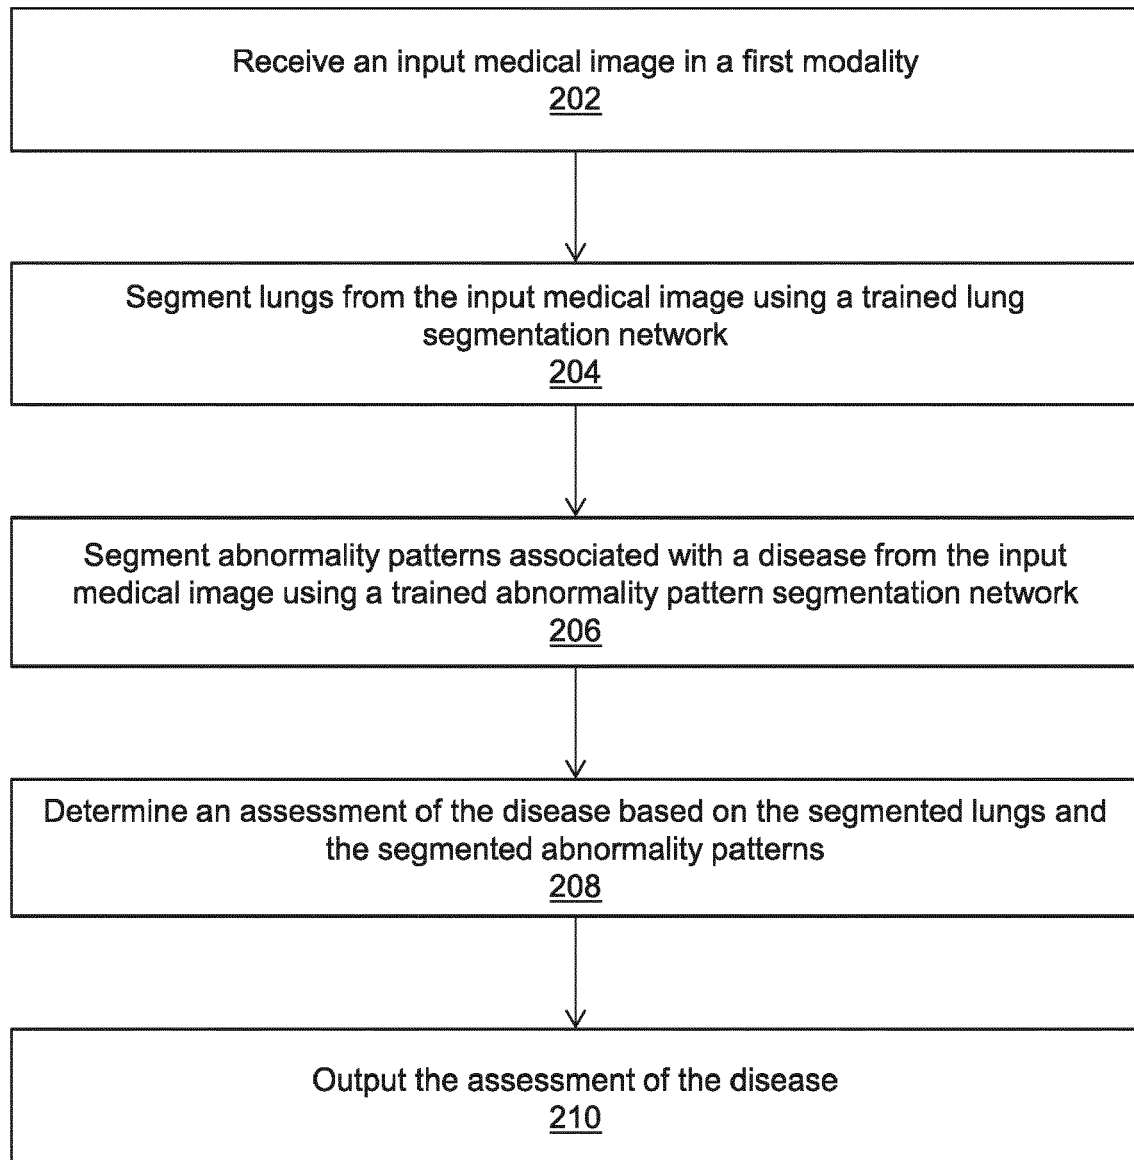 Receive an input medical image in a first modality
202
Segment lungs from the input medical image using a trained lung
segmentation network
204
Segment abnormality patterns associated with a disease from the input
medical image using a trained abnormality pattern segmentation network
206
Determine an assessment of the disease based on the segmented lungs and
the segmented abnormality patterns
208
Output the assessment of the disease
210